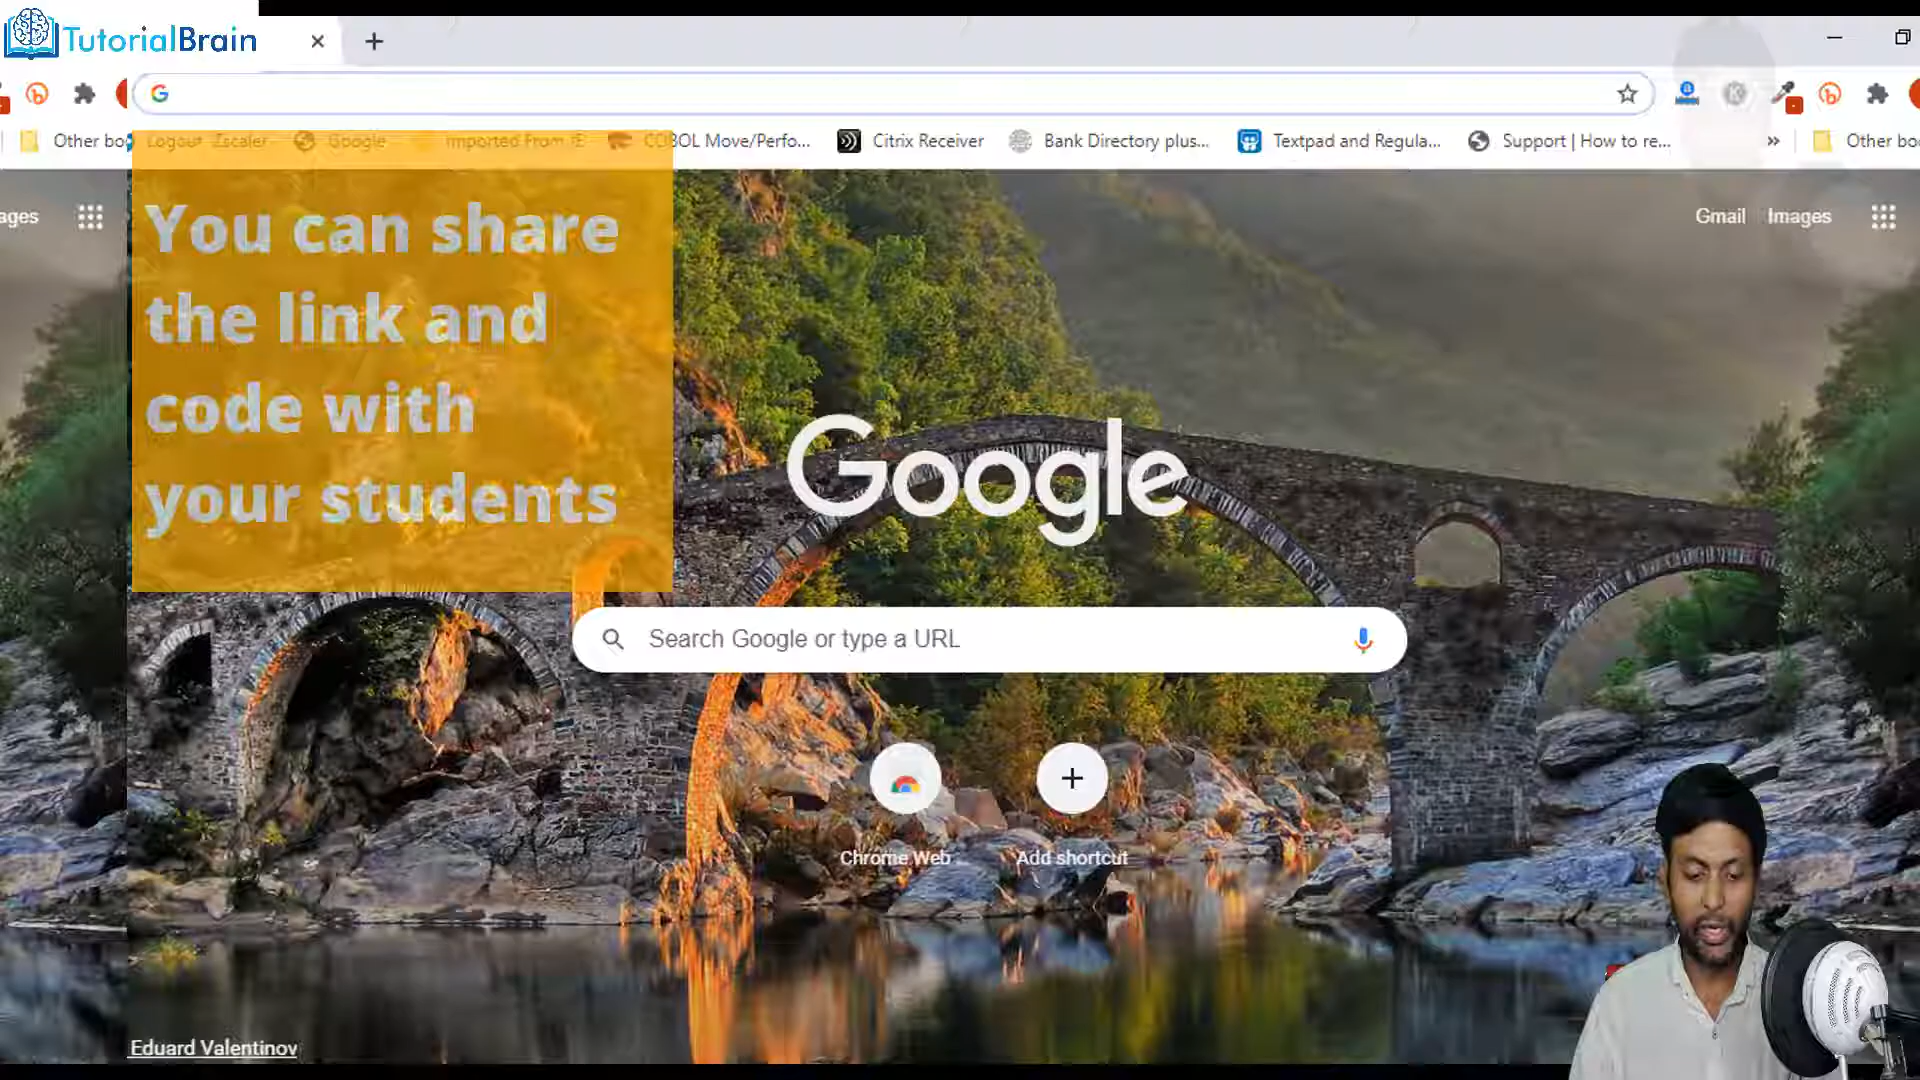 TutorialBrain
Other bo
Logout Zscaler
Google
Imported From IE
COBOL Move/Perfo...
Citrix Receiver
Bank Directory plus...
Textpad and Regula...
Support | How to re...
»
Other bo
ages
Gmail
Images
You can share
the link and
code with
your students
Google
Search Google or type a URL
Chrome Web ...
Add shortcut
Eduard Valentinov